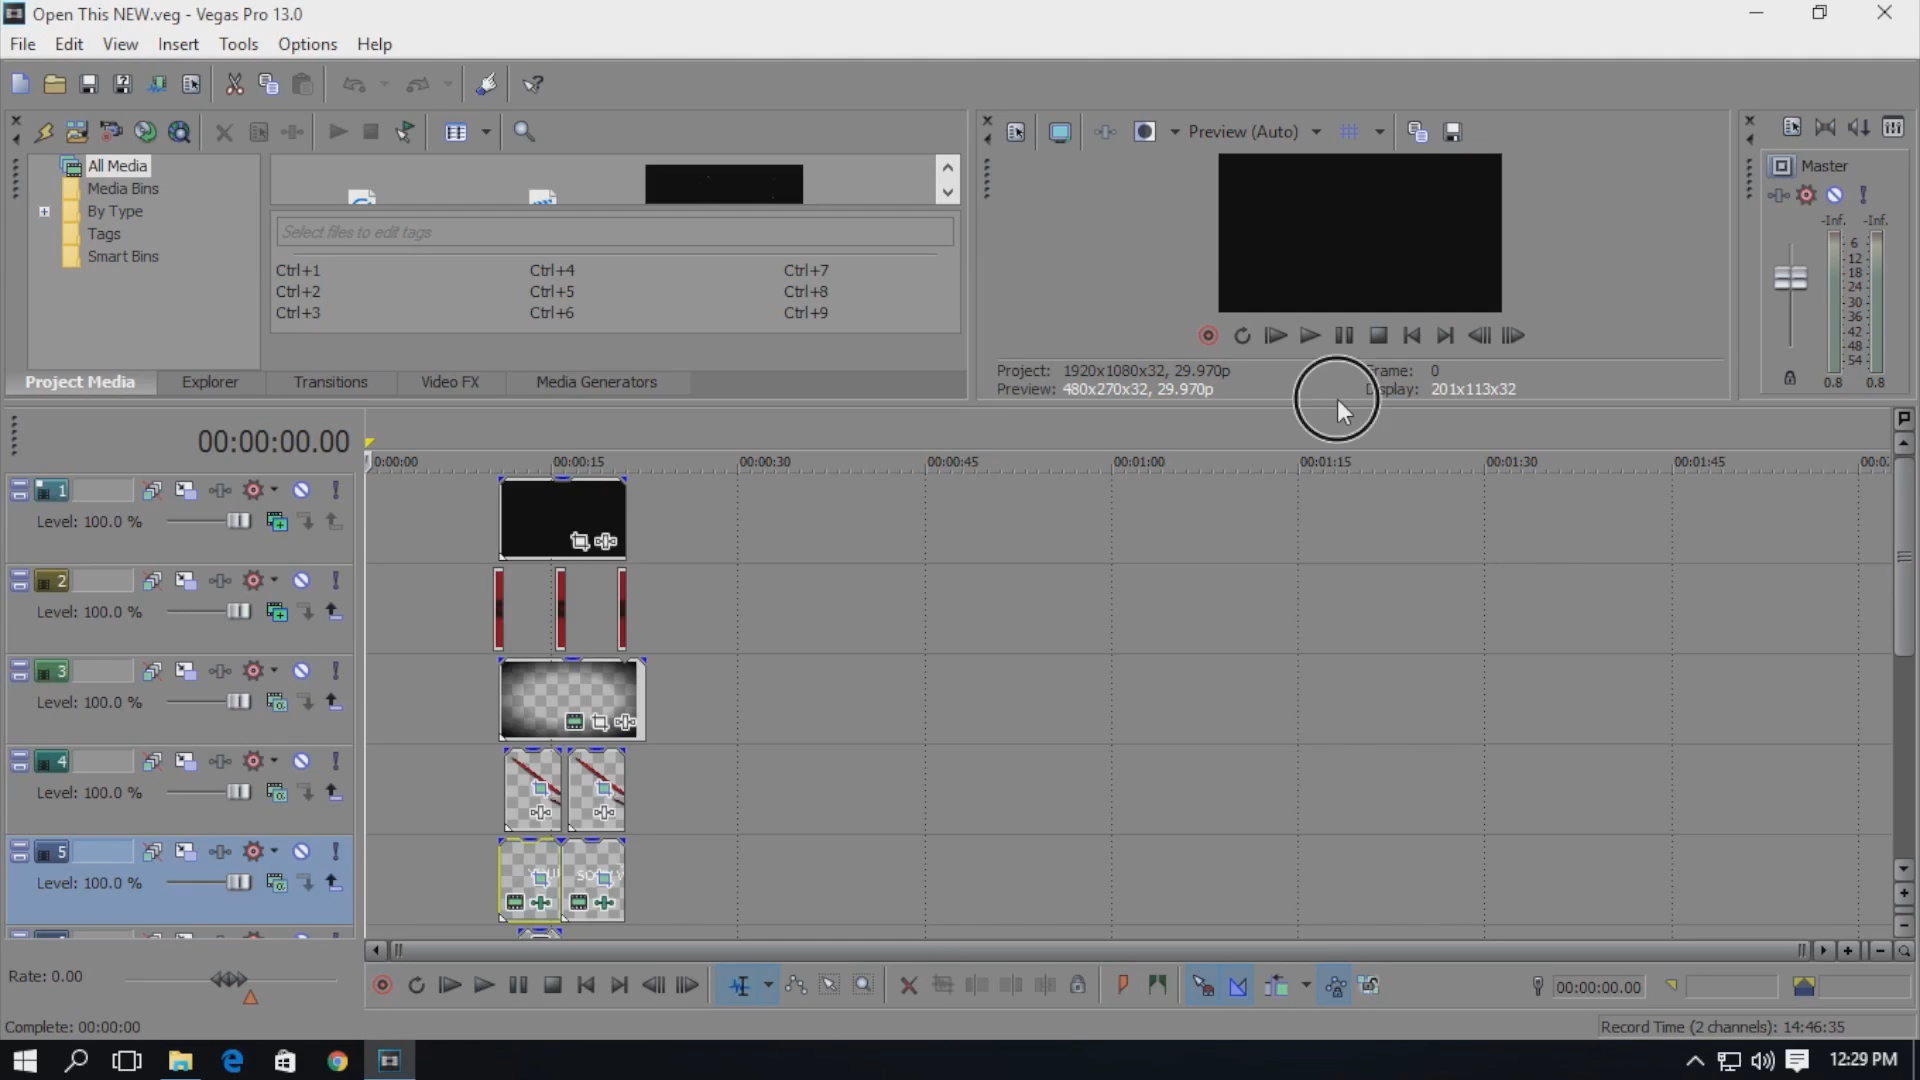 Open This NEW.veg - Vegas Pro 13.0
File Edit View Insert Tools Options Help
Preview (Auto)
All Media
Media Bins
By Type
Tags
Smart Bins
Select files to edit tags
Ctrl+1 Ctrl+4 Ctrl+7
Ctrl+2 Ctrl+5 Ctrl+8
Ctrl+3 Ctrl+6 Ctrl+9
Project Media Explorer Transitions Video FX Media Generators
Project: 1920x1080x32, 29.970p Frame: 0
Preview: 480x270x32, 29.970p Display: 201x113x32
Master
-Inf. -Inf.
6
12
18
24
30
36
42
48
54
0.8 0.8
00:00:00.00
0:00:00 00:00:15 00:00:30 00:00:45 00:01:00 00:01:15 00:01:30 00:01:45 00:0
1
Level: 100.0 %
2
Level: 100.0 %
3
Level: 100.0 %
4
Level: 100.0 %
5
Level: 100.0 %
Rate: 0.00
00:00:00.00
Complete: 00:00:00
Record Time (2 channels): 14:46:35
12:29 PM